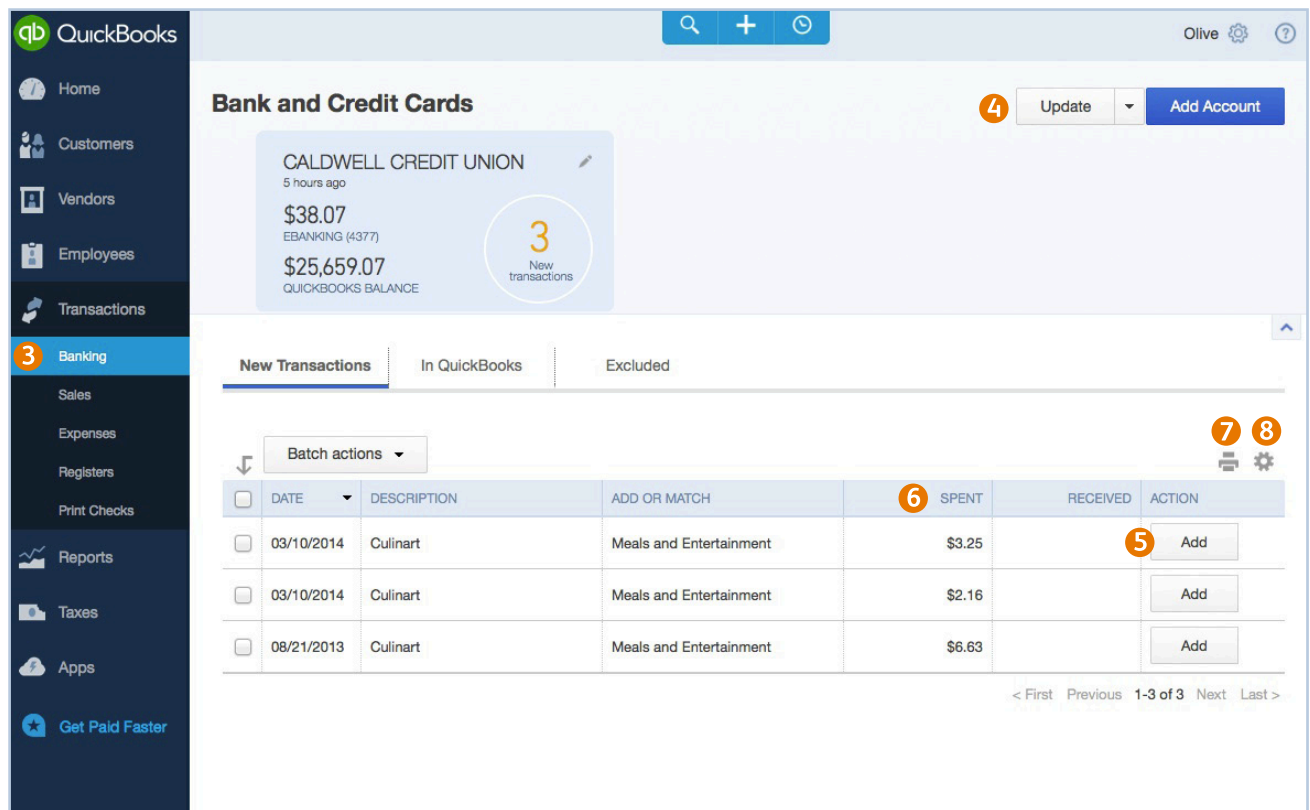 qb QuickBooks
Olive
?
Home
Customers
Vendors
Employees
Transactions
3 Banking
Sales
Expenses
Registers
Print Checks
Reports
Taxes
Apps
Get Paid Faster
Bank and Credit Cards
4 Update Add Account
CALDWELL CREDIT UNION
5 hours ago
$38.07
EBANKING (4377)
$25,659.07
QUICKBOOKS BALANCE
3
New
transactions
New Transactions In QuickBooks Excluded
7 8
Batch actions
DATE DESCRIPTION ADD OR MATCH 6 SPENT RECEIVED ACTION
03/10/2014 Culinart Meals and Entertainment $3.25 5 Add
03/10/2014 Culinart Meals and Entertainment $2.16 Add
08/21/2013 Culinart Meals and Entertainment $6.63 Add
< First Previous 1-3 of 3 Next Last >